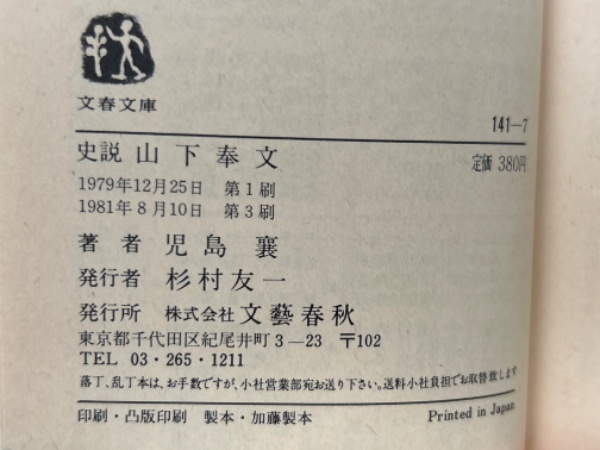 文春文庫
141-7
史説 山下奉文
定価 380円
1979年12月25日 第1刷
1981年8月10日 第3刷
著者 児島襄
発行者 杉村友一
発行所 株式会社 文藝春秋
東京都千代田区紀尾井町3—23 〒102
TEL 03・265・1211
落丁、乱丁本は、お手数ですが、小社営業部宛お送り下さい。送料小社負担でお取替致します
印刷・凸版印刷 製本・加藤製本
Printed in Japan